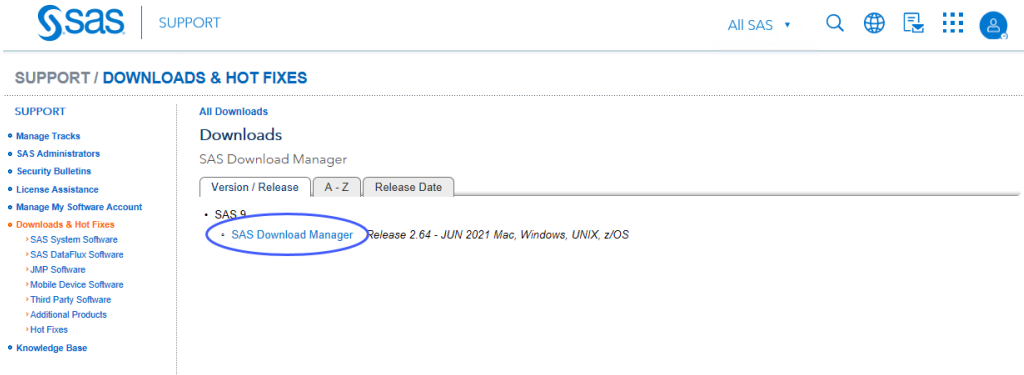 sas
SUPPORT
All SAS
SUPPORT / DOWNLOADS & HOT FIXES
SUPPORT
Manage Tracks
SAS Administrators
Security Bulletins
License Assistance
Manage My Software Account
Downloads & Hot Fixes
SAS System Software
SAS DataFlux Software
JMP Software
Mobile Device Software
Third Party Software
Additional Products
Hot Fixes
Knowledge Base
All Downloads
Downloads
SAS Download Manager
Version / Release
A - Z
Release Date
SAS 9
SAS Download Manager Release 2.64 - JUN 2021 Mac, Windows, UNIX, z/OS